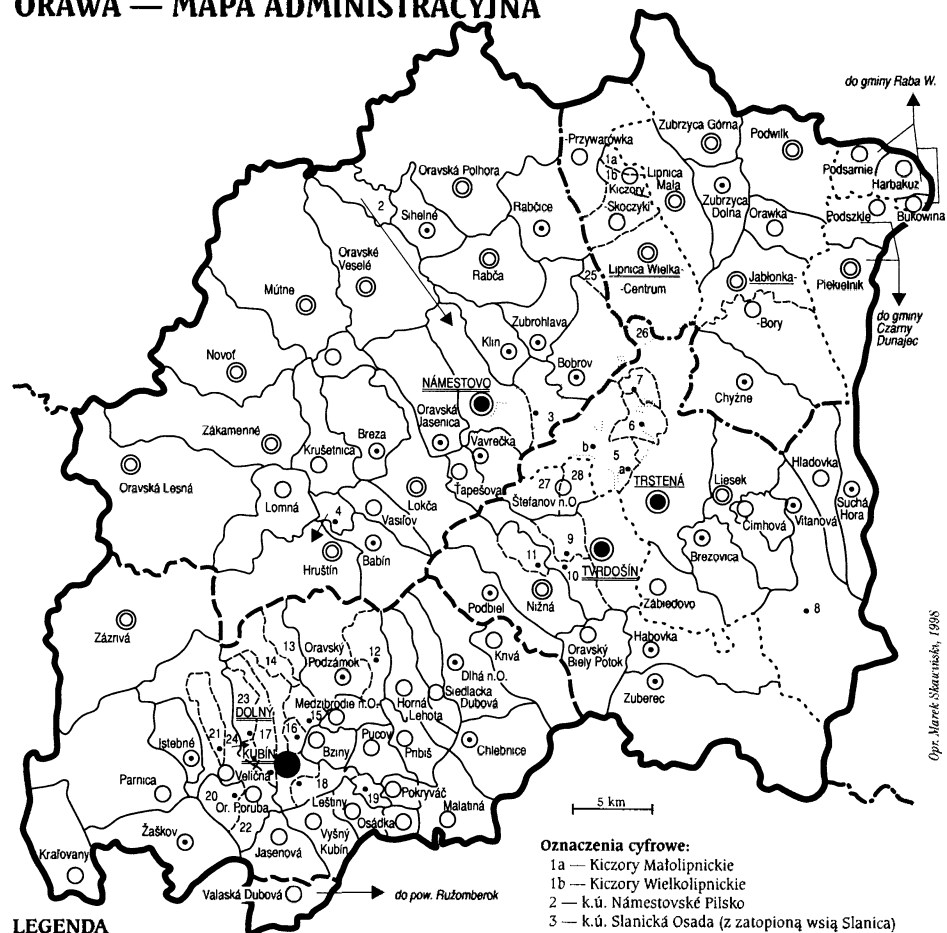 ORAWA — MAPA ADMINISTRACYJNA
do gminy Raba W.
Zubrzyca Górna
Podwilk
-Przywarówka
1a
1b
Kiczory
Lipnica
Mała
Podsarnie
Harbakuz
Oravská Polhora
2
Sihelné
Rabčice
-Skoczyki
Zubrzyca
Dolna
Orawka
Podszkle
Bukowina
Oravské
Veselé
Rabča
25
Lipnica Wielka-
-Centrum
Jabłonka-
Piekielnik
Mútne
-Bory
do gminy
Czarny
Dunajec
Zubrohlava
26
Klin
Novoť
Bobrov
7
Chyżne
NÁMESTOVO
Oravská
Jasenica
3
6
Zákamenné
Breza
Vavrečka
b
5
a
Krušetnica
28
27
Hladovka
Oravská Lesná
Ťapešovo
Štefanov n.O
TRSTENÁ
Liesek
Suchá
Hora
Lomná
Lokča
Vasiľov
Čimhová
Vitanová
4
Babín
9
Brezovica
Hruštín
11
10
TVRDOŠÍN
Nižná
Podbiel
Zábiedovo
8
Zázrivá
13
Oravský
Podzámok
12
Krivá
Oravský
Biely Potok
Habovka
14
Dlhá n.O.
Siedlacka
Dubová
Zuberec
23
Medzibrodie n.O.
Horná
Lehota
DOLNÝ
15
16
21
24
17
Pucov
Istebné
KUBÍN
Bziny
Pribiš
Chlebnice
Veličná
Parnica
18
20
Or. Poruba
Leštiny
19
Pokryváč
Malatiná
5 km
22
Osádka
Žaškov
Vyšný
Kubín
Jasenová
Kraľovany
Valaská Dubová
do pow. Ružomberok
Opr. Marek Skawiński, 1998
Oznaczenia cyfrowe:
1a — Kiczory Małolipnickie
1b — Kiczory Wielkolipnickie
2 — k.ú. Námestovské Pilsko
3 — k.ú. Slanická Osada (z zatopioną wsią Slanica)
LEGENDA